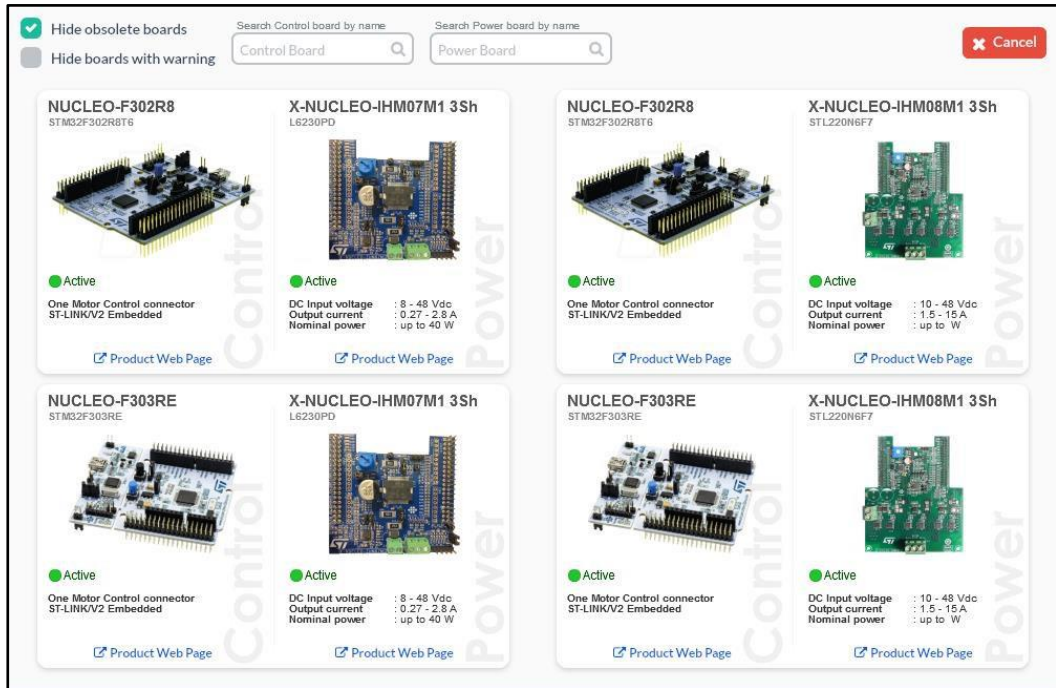 Hide obsolete boards
Hide boards with warning
Search Control board by name
Control Board
Search Power board by name
Power Board
Cancel
NUCLEO-F302R8
STM32F302R8T6
Control
Active
One Motor Control connector
ST-LINK/V2 Embedded
Product Web Page
X-NUCLEO-IHM07M1 3Sh
L6230PD
Power
Active
DC Input voltage : 8 - 48 Vdc
Output current : 0.27 - 2.8 A
Nominal power : up to 40 W
Product Web Page
NUCLEO-F302R8
STM32F302R8T6
Control
Active
One Motor Control connector
ST-LINK/V2 Embedded
Product Web Page
X-NUCLEO-IHM08M1 3Sh
STL220N6F7
Power
Active
DC Input voltage : 10 - 48 Vdc
Output current : 1.5 - 15 A
Nominal power : up to W
Product Web Page
NUCLEO-F303RE
STM32F303RE
Control
Active
One Motor Control connector
ST-LINK/V2 Embedded
Product Web Page
X-NUCLEO-IHM07M1 3Sh
L6230PD
Power
Active
DC Input voltage : 8 - 48 Vdc
Output current : 0.27 - 2.8 A
Nominal power : up to 40 W
Product Web Page
NUCLEO-F303RE
STM32F303RE
Control
Active
One Motor Control connector
ST-LINK/V2 Embedded
Product Web Page
X-NUCLEO-IHM08M1 3Sh
STL220N6F7
Power
Active
DC Input voltage : 10 - 48 Vdc
Output current : 1.5 - 15 A
Nominal power : up to W
Product Web Page